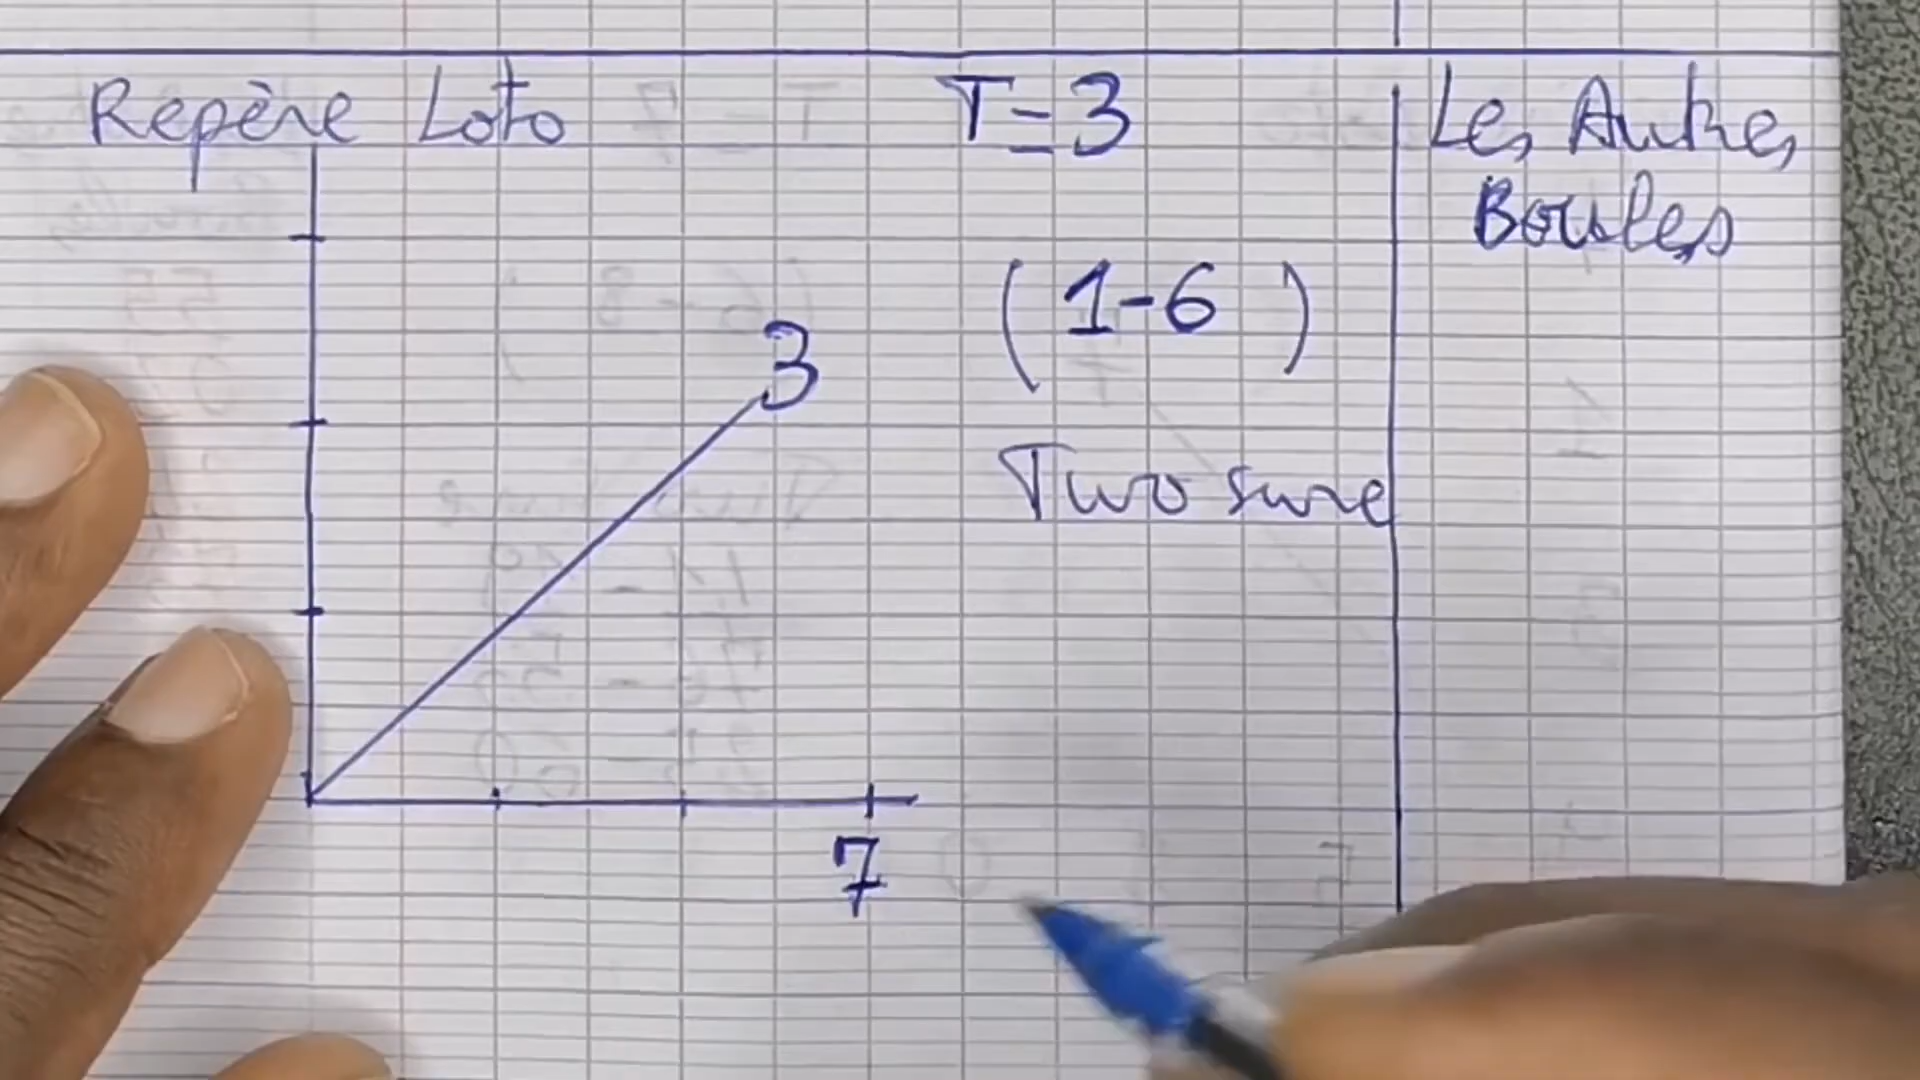 Repère Loto T=3 Les Autres
Boules
(1-6)
3
Two sure
7